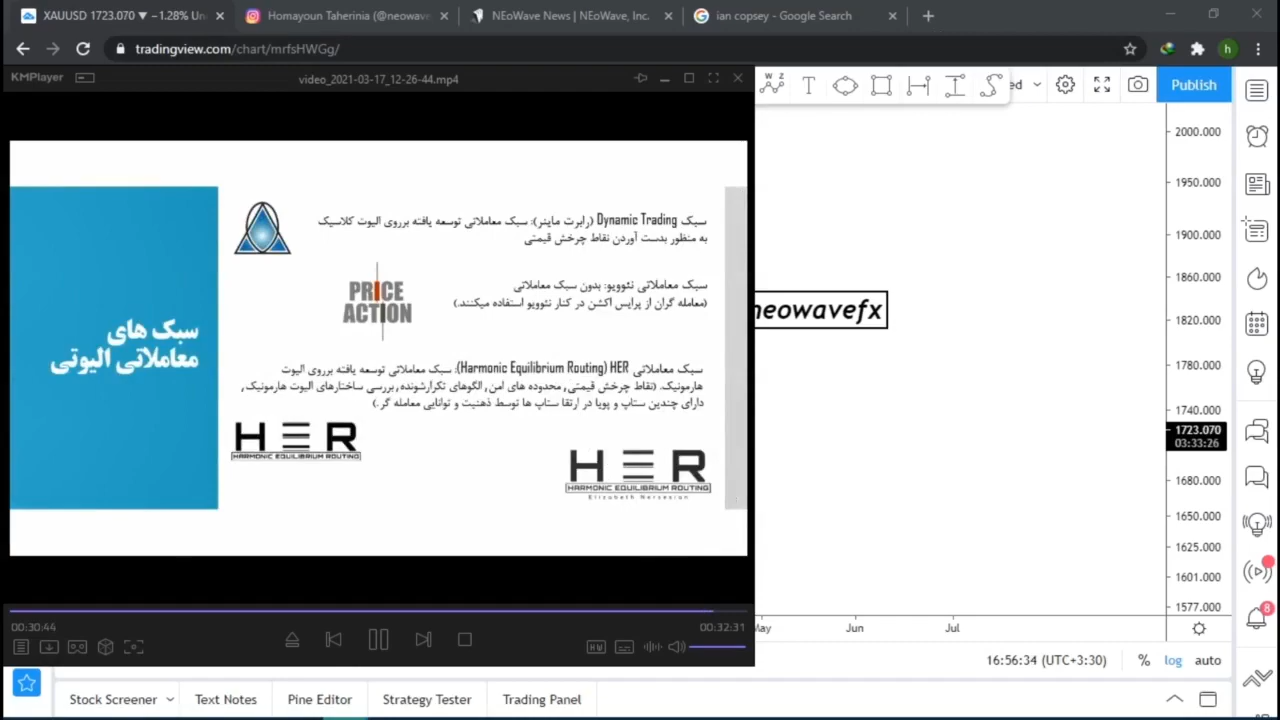 XAUUSD 1723.070 ▼ −1.28% Un
Homayoun Taherinia (@neowave
NEoWave News | NEoWave, Inc.
ian copsey - Google Search
tradingview.com/chart/mrfsHWGg/
h
KMPlayer
video_2021-03-17_12-26-44.mp4
W Z
T
ed
Publish
سبک های
معاملاتی الیوتی
سبک Dynamic Trading (رابرت ماینر): سبک معاملاتی توسعه یافته برروی الیوت کلاسیک
به منظور بدست آوردن نقاط چرخش قیمتی
PRICE
ACTION
سبک معاملاتی نئوویو: بدون سبک معاملاتی
(معامله گران از پرایس اکشن در کنار نئوویو استفاده میکنند.)
سبک معاملاتی HER (Harmonic Equilibrium Routing): سبک معاملاتی توسعه یافته برروی الیوت
هارمونیک. (نقاط چرخش قیمتی, محدوده های امن, الگوهای تکرارشونده, بررسی ساختارهای الیوت هارمونیک,
دارای چندین ستاپ و پویا در ارتقا ستاپ ها توسط ذهنیت و توانایی معامله گر.)
HER
HARMONIC EQUILIBRIUM ROUTING
HER
HARMONIC EQUILIBRIUM ROUTING
Elizabeth Nercesian
neowavefx
2000.000
1950.000
1900.000
1860.000
1820.000
1780.000
1740.000
1723.070
03:33:26
1680.000
1650.000
1625.000
1601.000
1577.000
May
Jun
Jul
00:30:44
00:32:31
HW
16:56:34 (UTC+3:30)
%
log
auto
8
Stock Screener
Text Notes
Pine Editor
Strategy Tester
Trading Panel